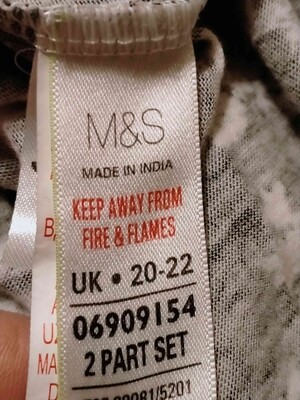 M&S
MADE IN INDIA
KEEP AWAY FROM
FIRE & FLAMES
UK • 20-22
06909154
2 PART SET